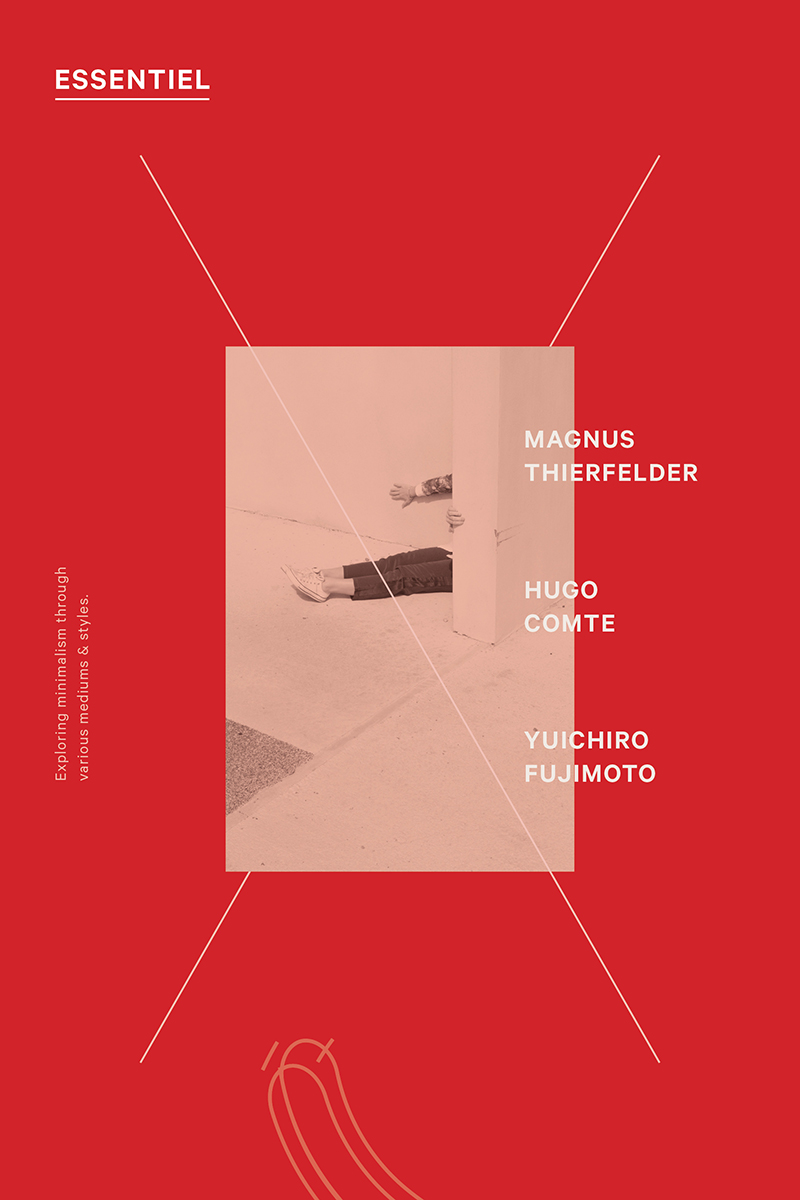 ESSENTIEL
MAGNUS
THIERFELDER
HUGO
COMTE
YUICHIRO
FUJIMOTO
Exploring minimalism through
various mediums & styles.